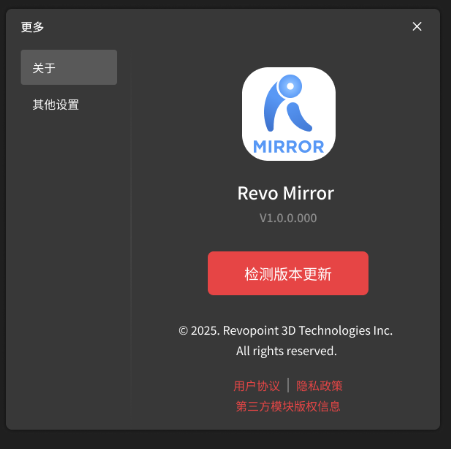 更多
关于
其他设置
MIRROR
Revo Mirror
V1.0.0.000
检测版本更新
© 2025. Revopoint 3D Technologies Inc.
All rights reserved.
用户协议 | 隐私政策
第三方模块版权信息